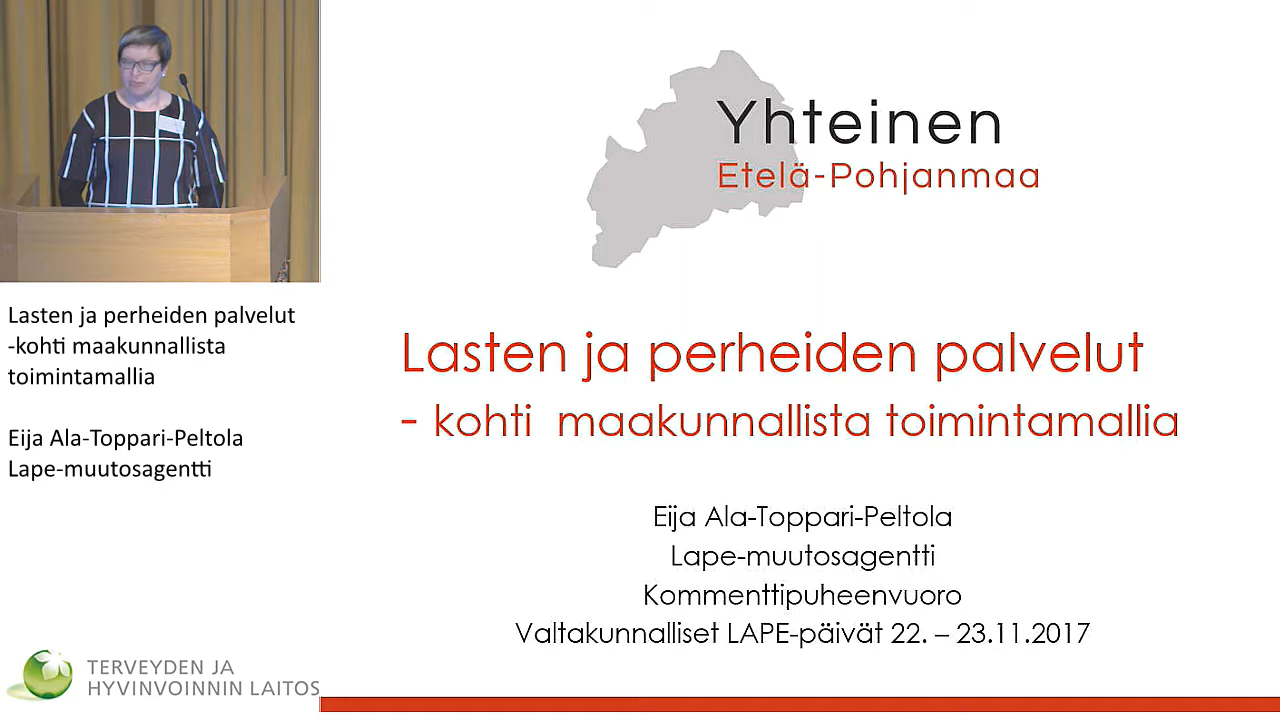 Lasten ja perheiden palvelut
-kohti maakunnallista
toimintamallia
Eija Ala-Toppari-Peltola
Lape-muutosagentti
TERVEYDEN JA
HYVINVOINNIN LAITOS
Yhteinen
Etelä-Pohjanmaa
Lasten ja perheiden palvelut
- kohti maakunnallista toimintamallia
Eija Ala-Toppari-Peltola
Lape-muutosagentti
Kommenttipuheenvuoro
Valtakunnalliset LAPE-päivät 22. – 23.11.2017